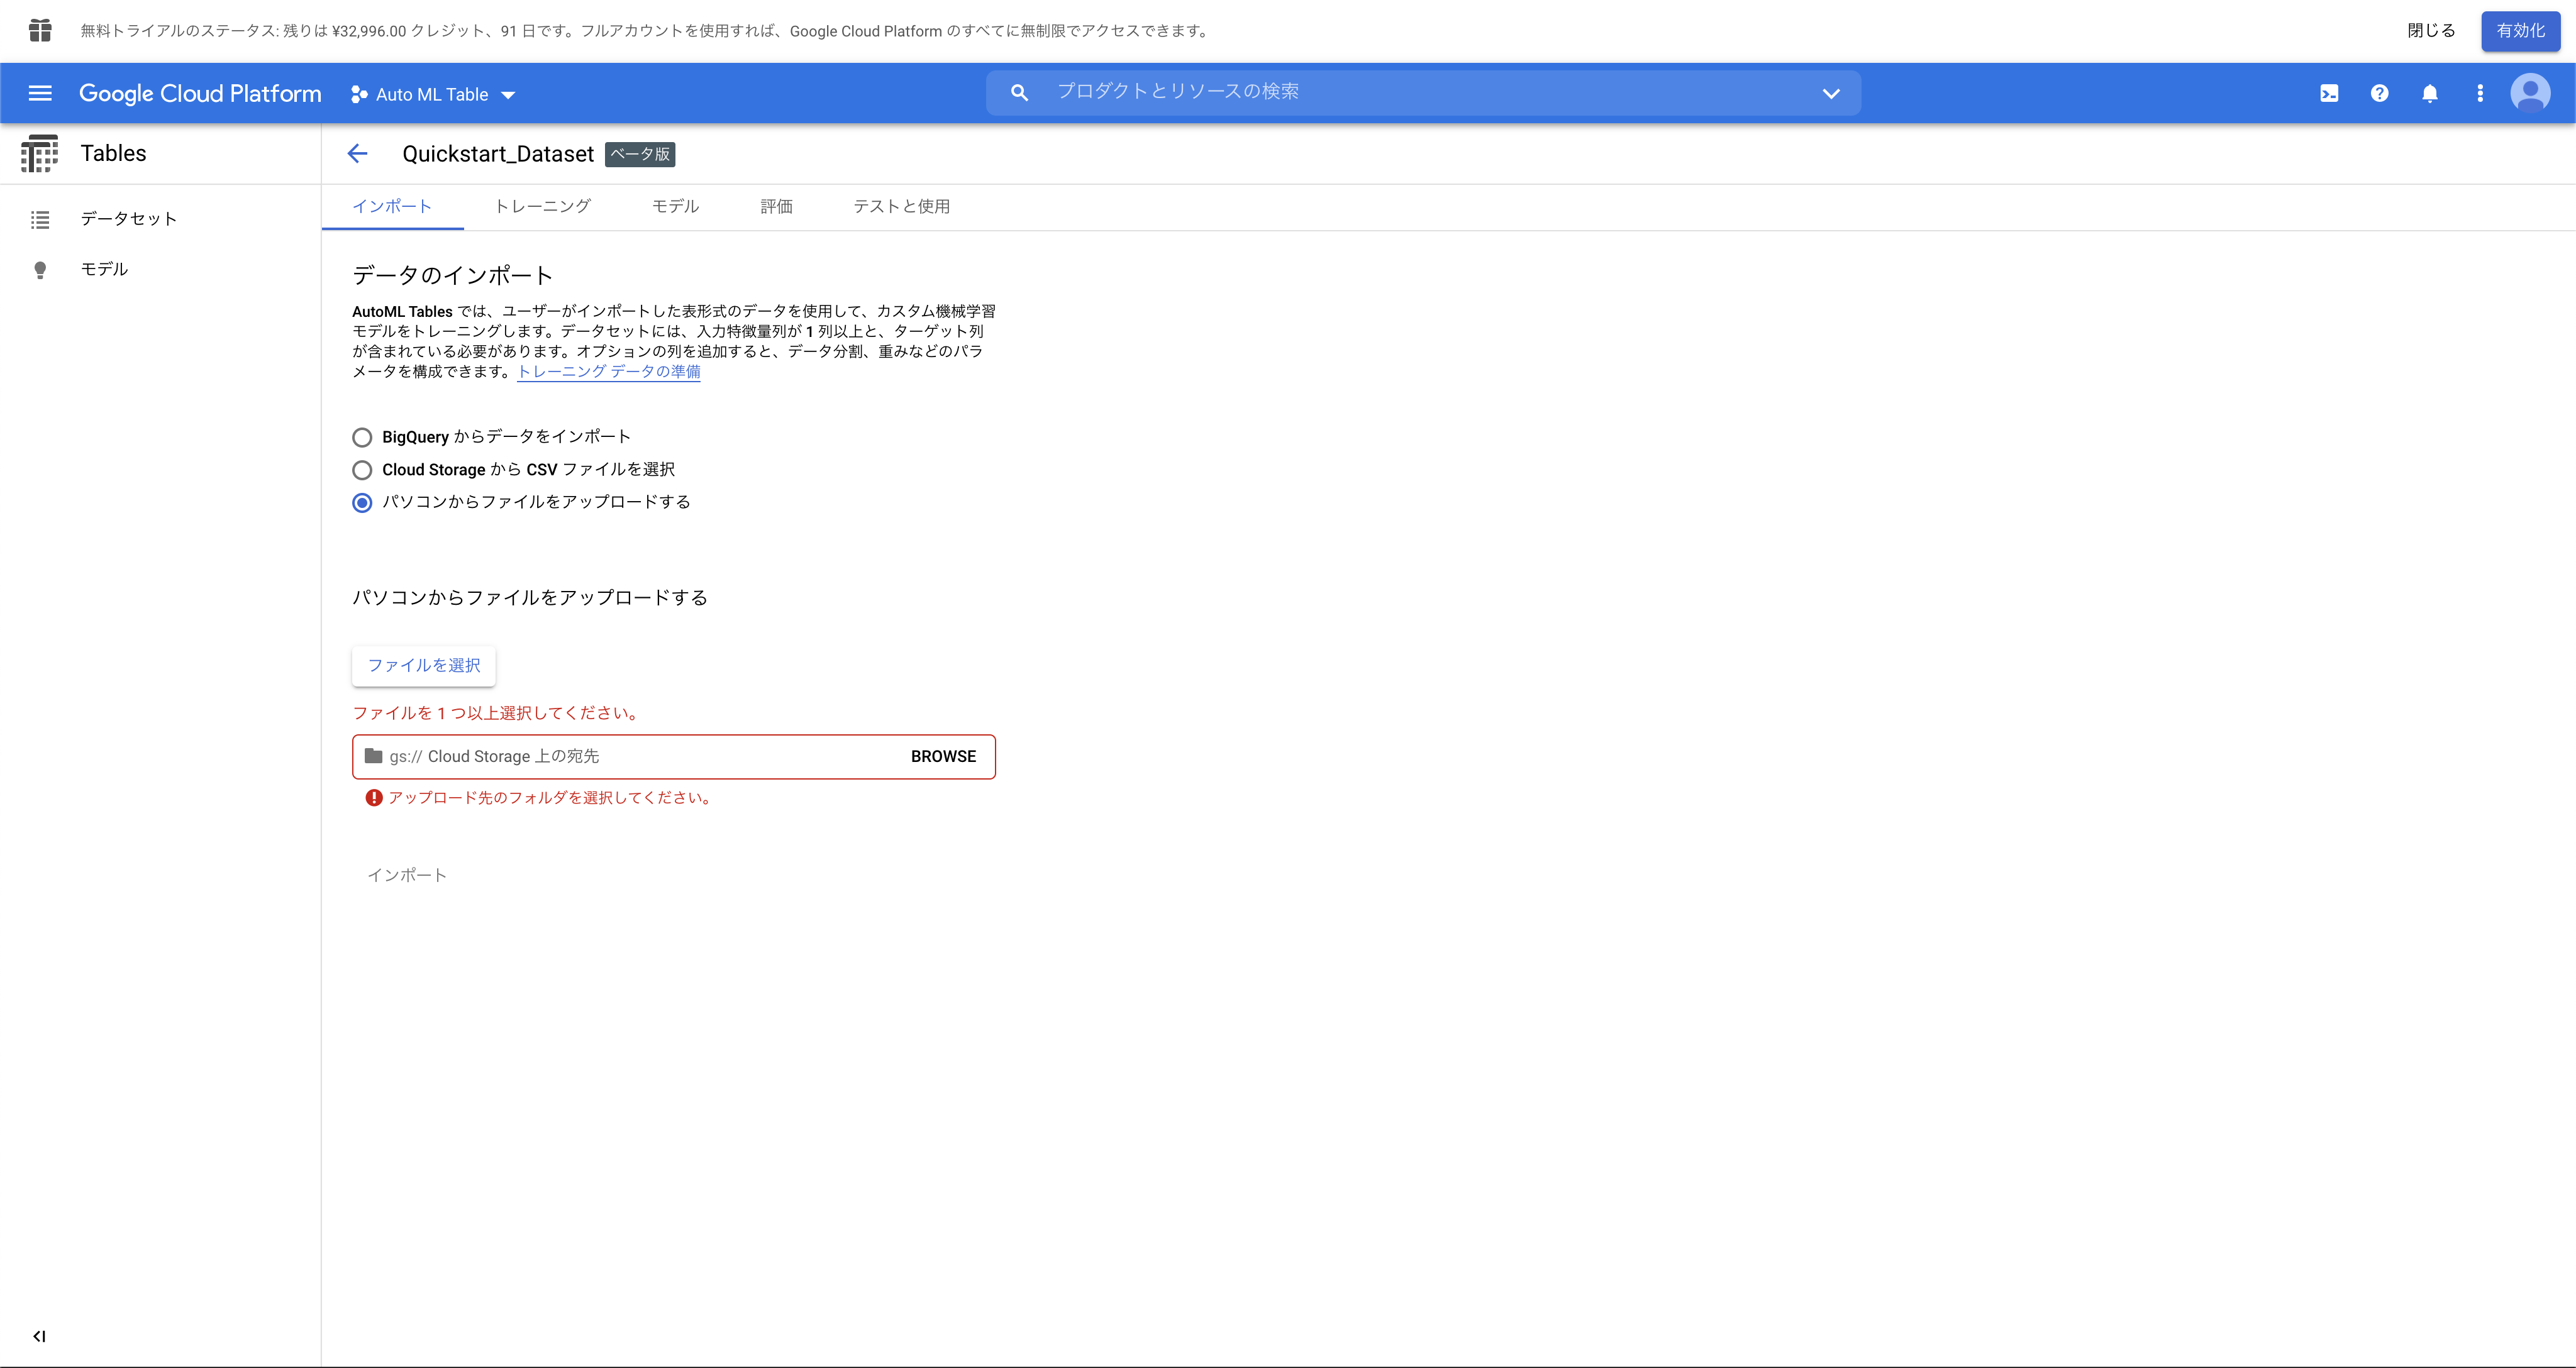 無料トライアルのステータス: 残りは ¥32,996.00 クレジット、91 日です。フルアカウントを使用すれば、Google Cloud Platform のすべてに無制限でアクセスできます。
閉じる
有効化
Google Cloud Platform
Auto ML Table
プロダクトとリソースの検索
Tables
Quickstart_Dataset
ベータ版
データセット
モデル
インポート
トレーニング
モデル
評価
テストと使用
データのインポート
AutoML Tables では、ユーザーがインポートした表形式のデータを使用して、カスタム機械学習
モデルをトレーニングします。データセットには、入力特徴量列が 1 列以上と、ターゲット列
が含まれている必要があります。オプションの列を追加すると、データ分割、重みなどのパラ
メータを構成できます。トレーニング データの準備
BigQuery からデータをインポート
Cloud Storage から CSV ファイルを選択
パソコンからファイルをアップロードする
パソコンからファイルをアップロードする
ファイルを選択
ファイルを 1 つ以上選択してください。
gs:// Cloud Storage 上の宛先
BROWSE
アップロード先のフォルダを選択してください。
インポート